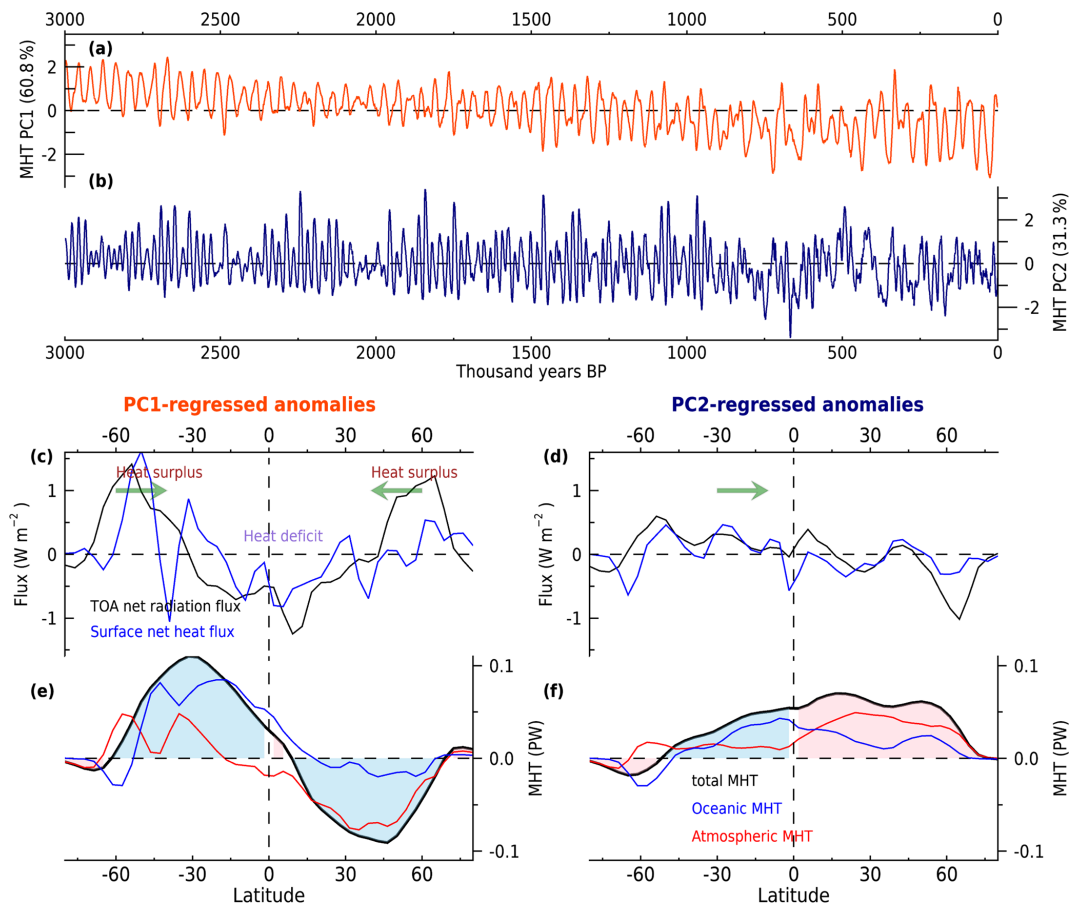 3000 2500 2000 1500 1000 500 0
(a)
MHT PC1 (60.8 %)
2
0
-2
(b)
MHT PC2 (31.3 %)
2
0
-2
3000 2500 2000 1500 1000 500 0
Thousand years BP
PC1-regressed anomalies
PC2-regressed anomalies
-60 -30 0 30 60
-60 -30 0 30 60
(c)
Heat surplus
Heat surplus
Heat deficit
Flux (W m−2 )
1
0
-1
TOA net radiation flux
Surface net heat flux
(d)
Flux (W m−2 )
1
0
-1
(e)
0.1
0.0
-0.1
MHT (PW)
-60 -30 0 30 60
Latitude
(f)
total MHT
Oceanic MHT
Atmospheric MHT
0.1
0.0
-0.1
MHT (PW)
-60 -30 0 30 60
Latitude